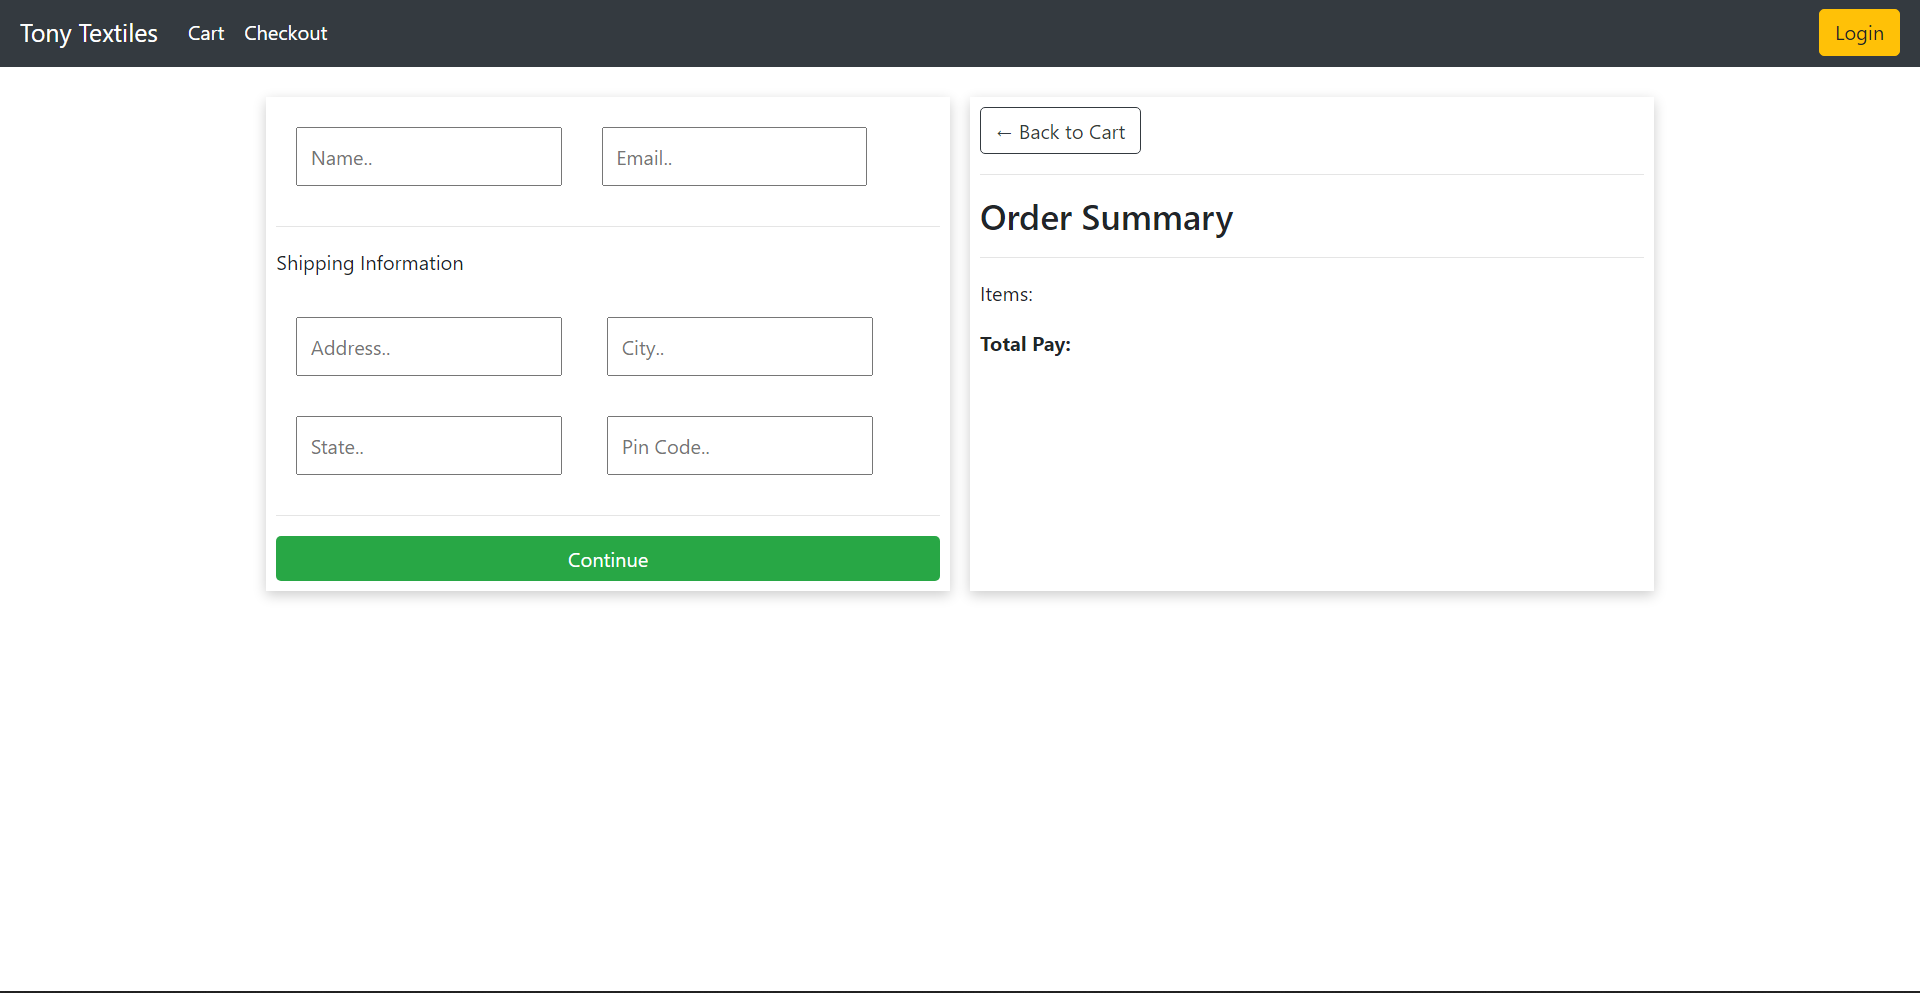 Tony Textiles Cart Checkout Login
Name.. Email..
Shipping Information
Address.. City..
State.. Pin Code..
Continue
← Back to Cart
Order Summary
Items:
Total Pay: